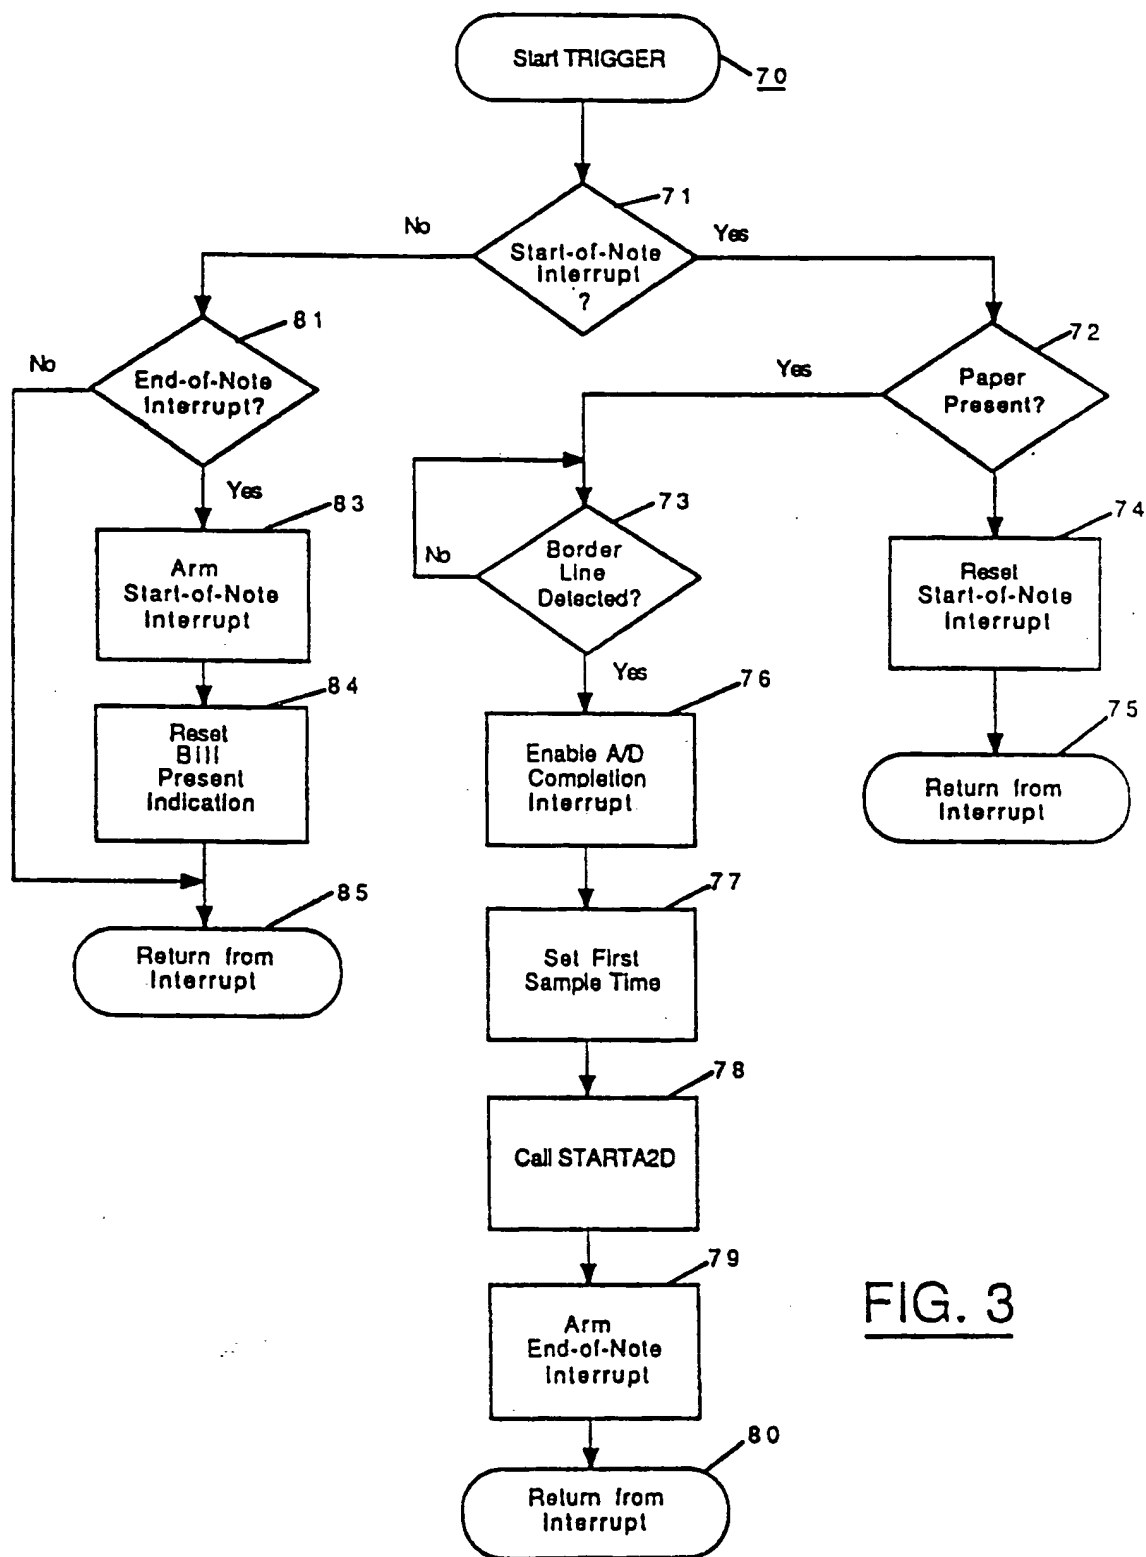 Start TRIGGER
70
71
No
Yes
Start-of-Note
Interrupt
?
81
72
No
End-of-Note
Interrupt?
Yes
Paper
Present?
Yes
83
73
74
Arm
Start-of-Note
Interrupt
No
Border
Line
Detected?
Reset
Start-of-Note
Interrupt
84
Yes
76
75
Reset
Bill
Present
Indication
Enable A/D
Completion
Interrupt
Return from
Interrupt
85
77
Return from
Interrupt
Set First
Sample Time
78
Call STARTA2D
79
Arm
End-of-Note
Interrupt
FIG. 3
80
Return from
Interrupt